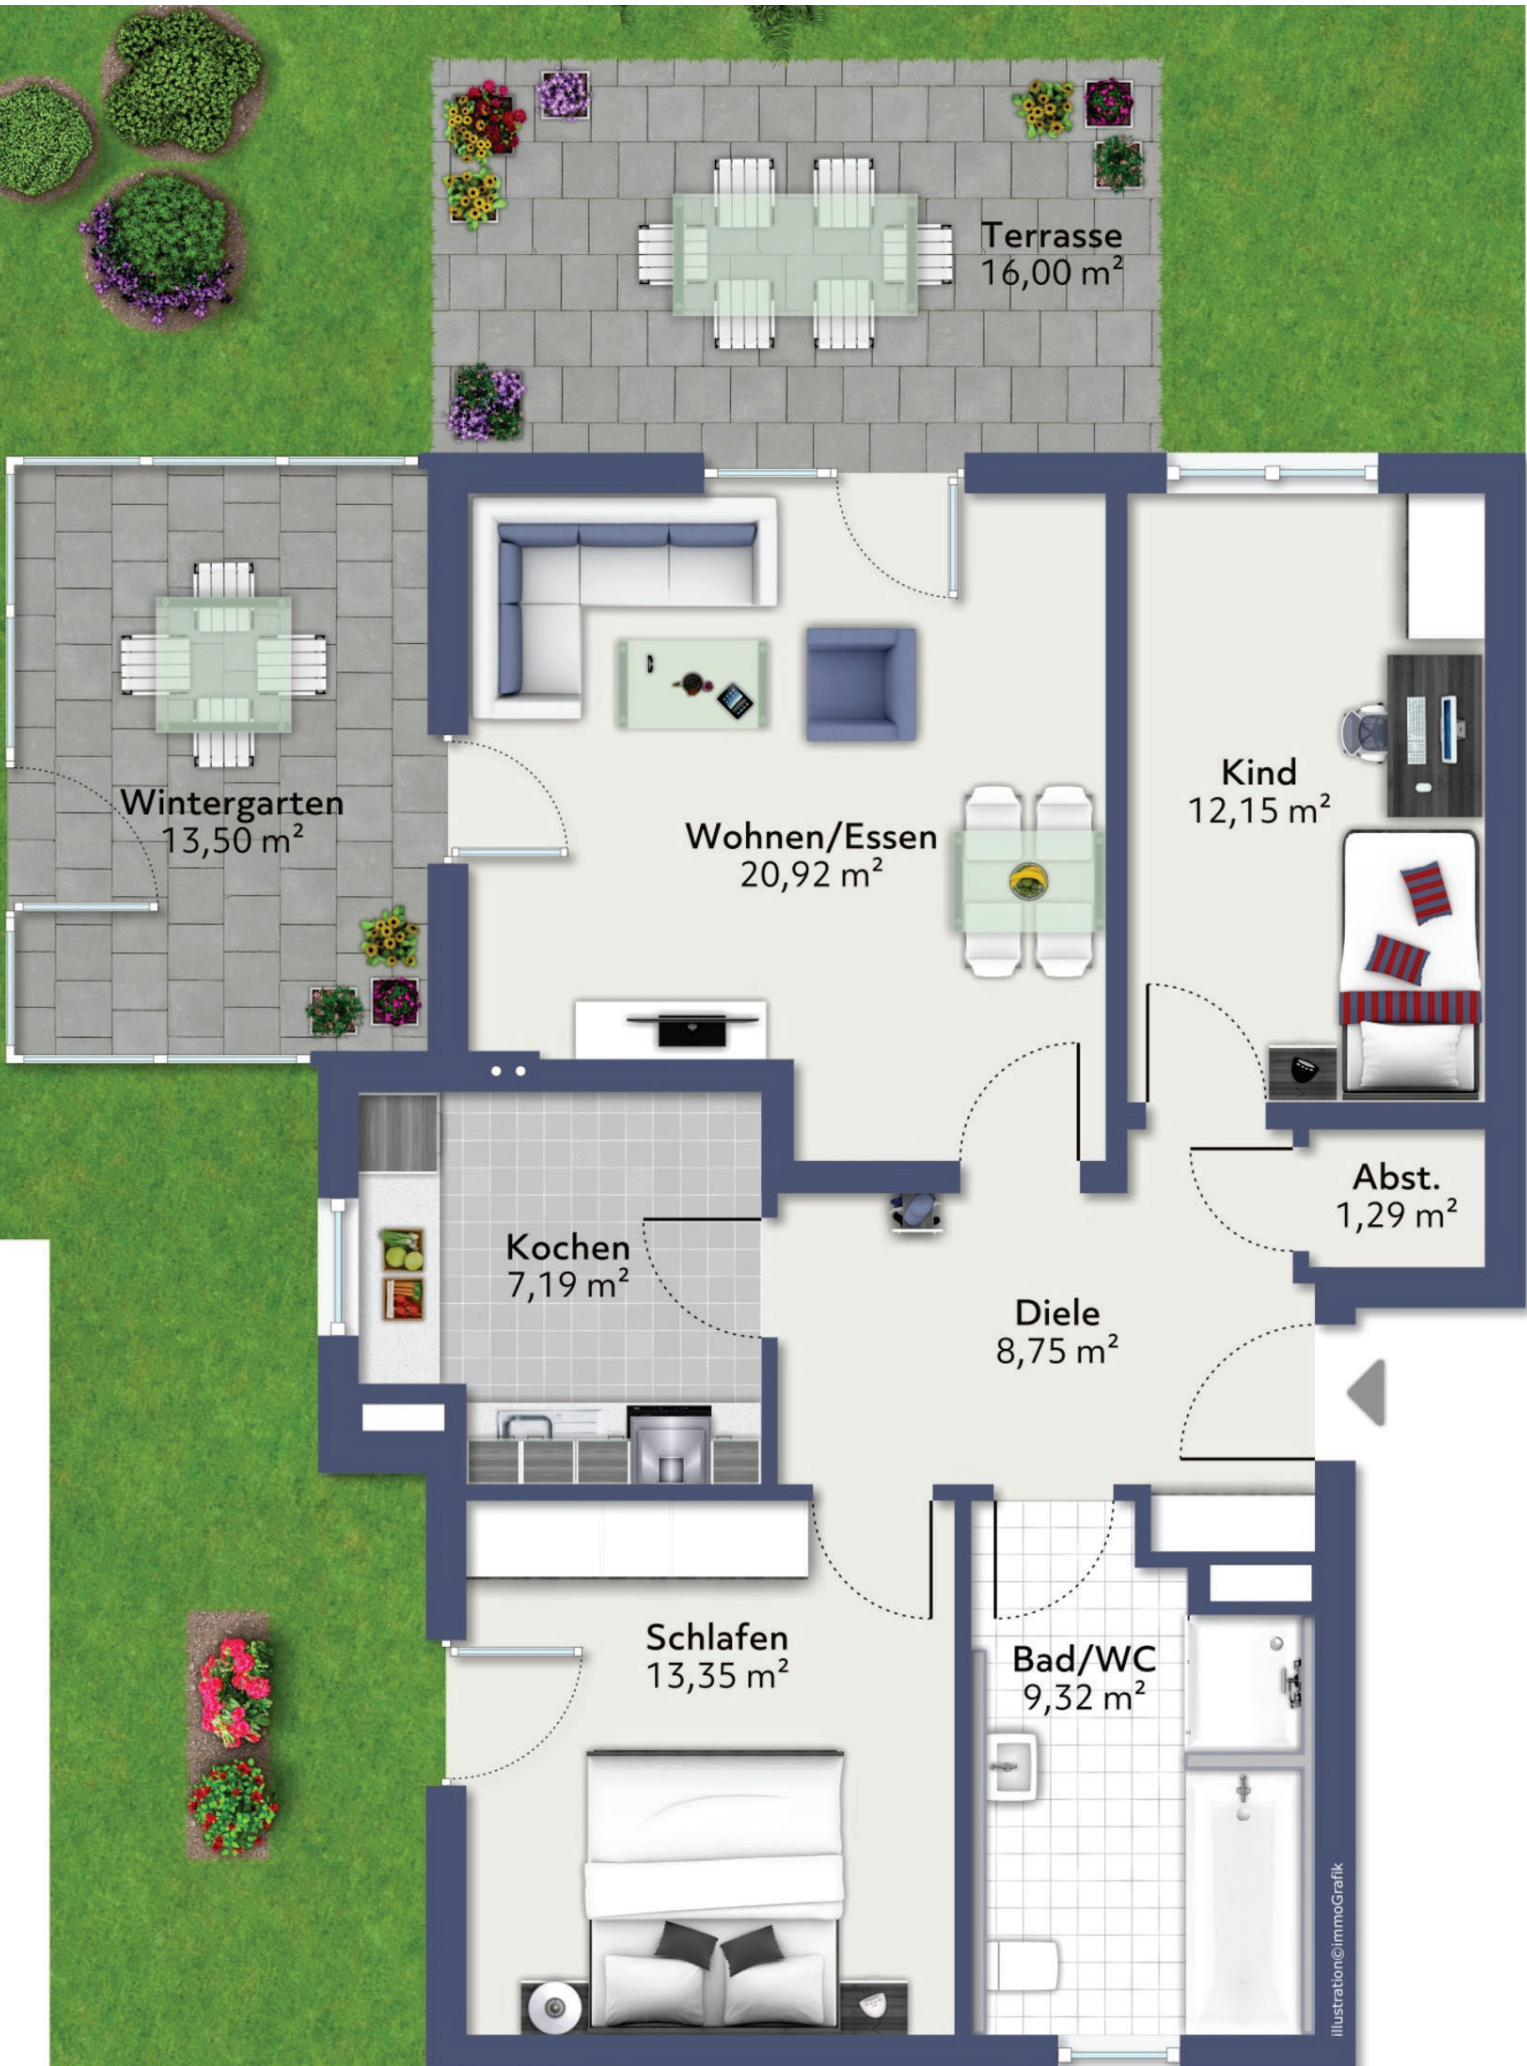 Terrasse
16,00 m²
Wintergarten
13,50 m²
Wohnen/Essen
20,92 m²
Kind
12,15 m²
Abst.
1,29 m²
Kochen
7,19 m²
Diele
8,75 m²
Schlafen
13,35 m²
Bad/WC
9,32 m²
illustration©immoGrafik